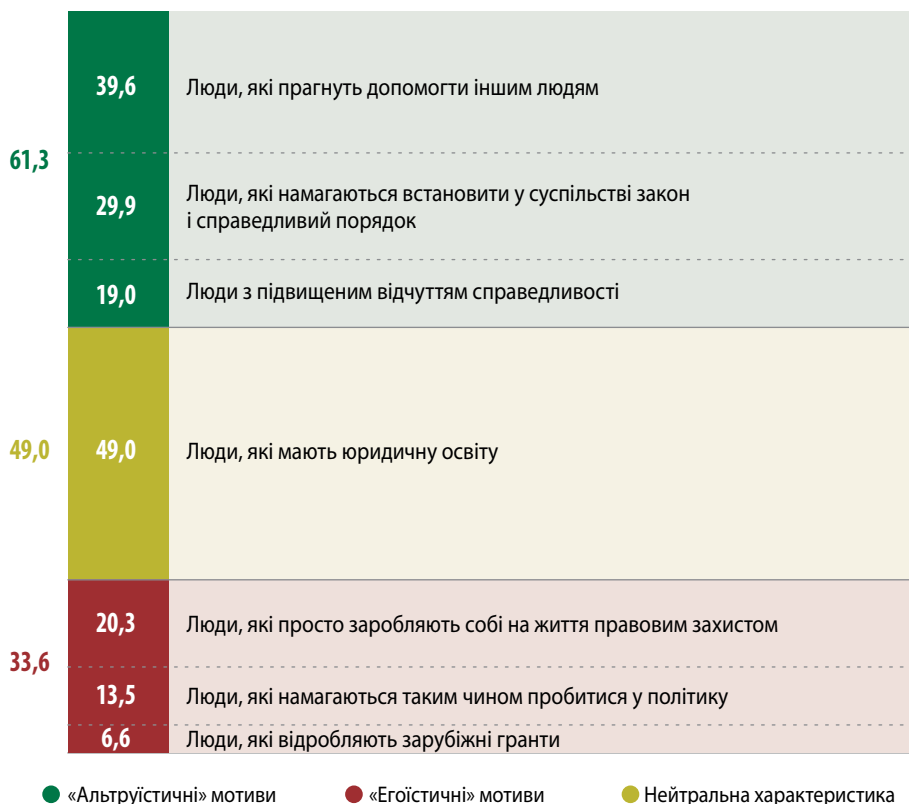 39,6 Люди, які прагнуть допомогти іншим людям
61,3
29,9 Люди, які намагаються встановити у суспільстві закон
і справедливий порядок
19,0 Люди з підвищеним відчуттям справедливості
49,0 49,0 Люди, які мають юридичну освіту
20,3 Люди, які просто заробляють собі на життя правовим захистом
33,6
13,5 Люди, які намагаються таким чином пробитися у політику
6,6 Люди, які відробляють зарубіжні гранти
«Альтруїстичні» мотиви «Егоїстичні» мотиви Нейтральна характеристика